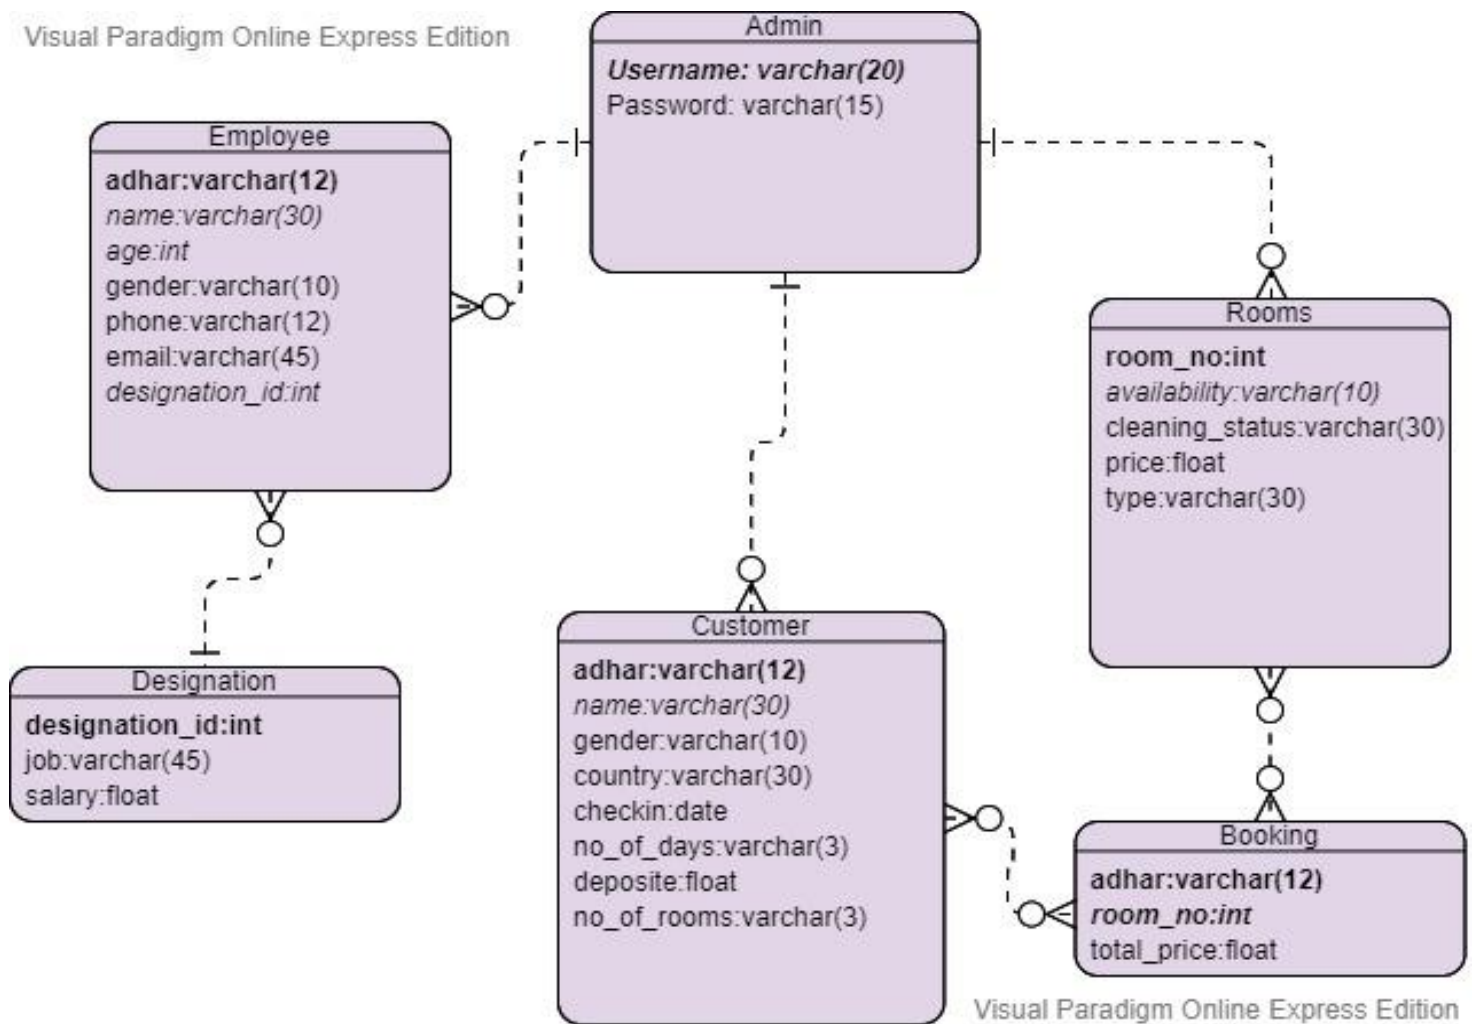 Visual Paradigm Online Express Edition
Admin
Username: varchar(20)
Password: varchar(15)
Employee
adhar:varchar(12)
name:varchar(30)
age:int
gender:varchar(10)
phone:varchar(12)
email:varchar(45)
designation_id:int
Rooms
room_no:int
availability:varchar(10)
cleaning_status:varchar(30)
price:float
type:varchar(30)
Designation
designation_id:int
job:varchar(45)
salary:float
Customer
adhar:varchar(12)
name:varchar(30)
gender:varchar(10)
country:varchar(30)
checkin:date
no_of_days:varchar(3)
deposite:float
no_of_rooms:varchar(3)
Booking
adhar:varchar(12)
room_no:int
total_price:float
Visual Paradigm Online Express Edition